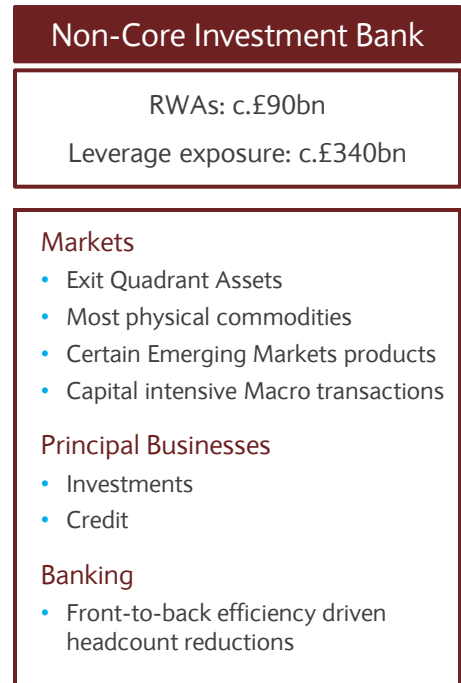 Non-Core Investment Bank
RWAs: c.£90bn
Leverage exposure: c.£340bn
Markets
• Exit Quadrant Assets
• Most physical commodities
• Certain Emerging Markets products
• Capital intensive Macro transactions
Principal Businesses
• Investments
• Credit
Banking
• Front-to-back efficiency driven
headcount reductions